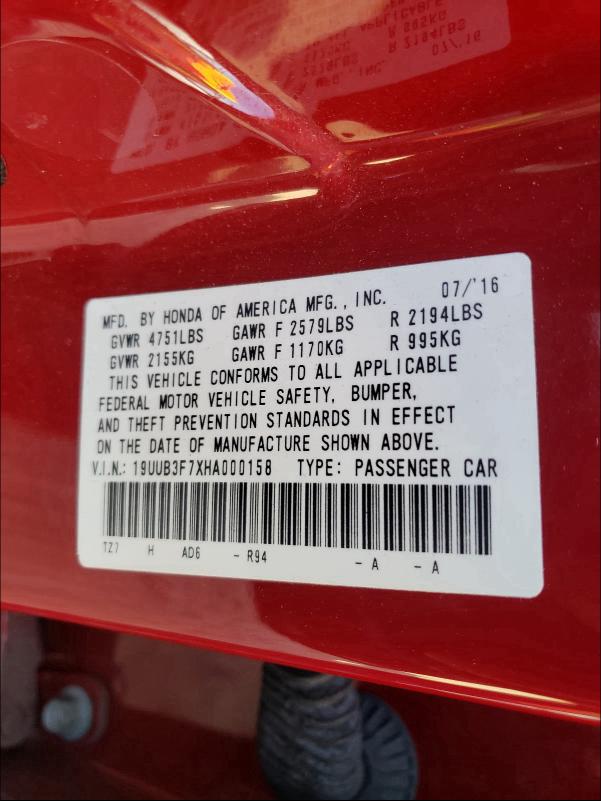 MFD. BY HONDA OF AMERICA MFG., INC. 07/'16
GVWR 4751LBS GAWR F 2579LBS R 2194LBS
GVWR 2155KG GAWR F 1170KG R 995KG
THIS VEHICLE CONFORMS TO ALL APPLICABLE
FEDERAL MOTOR VEHICLE SAFETY, BUMPER,
AND THEFT PREVENTION STANDARDS IN EFFECT
ON THE DATE OF MANUFACTURE SHOWN ABOVE.
V.I.N.: 19UUB3F7XHA000158 TYPE: PASSENGER CAR
TZ7 H AD6 - R94 - A - A